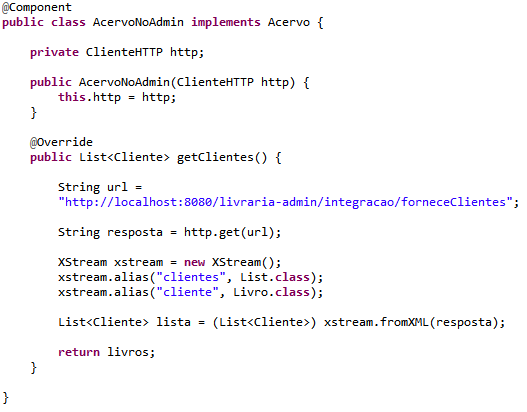 @Component
public class AcervoNoAdmin implements Acervo {
private ClienteHTTP http;
public AcervoNoAdmin(ClienteHTTP http) {
this.http = http;
}
@Override
public List<Cliente> getClientes() {
String url =
"http://localhost:8080/livraria-admin/integracao/forneceClientes";
String resposta = http.get(url);
XStream xstream = new XStream();
xstream.alias("clientes", List.class);
xstream.alias("cliente", Livro.class);
List<Cliente> lista = (List<Cliente>) xstream.fromXML(resposta);
return livros;
}
}